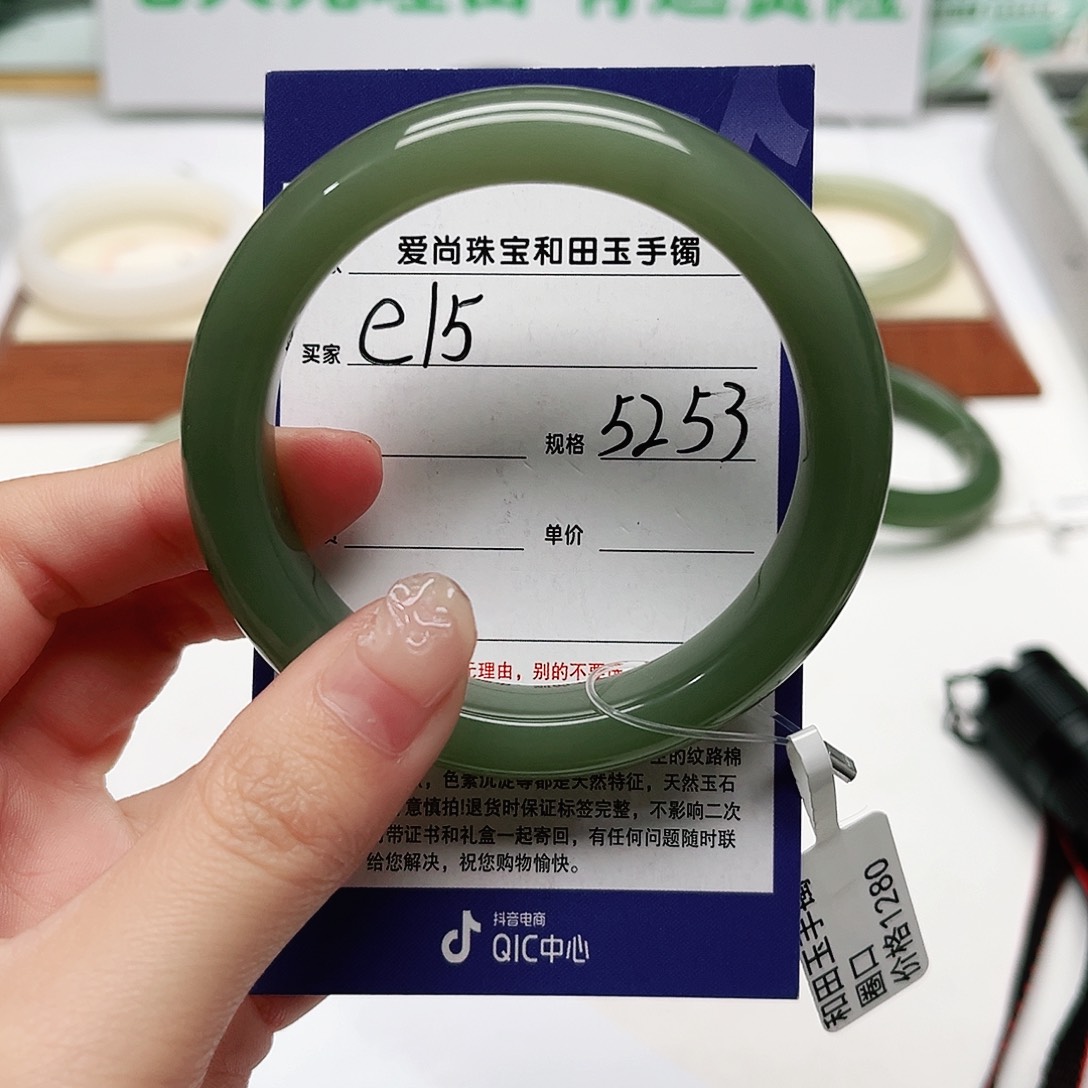 爱尚珠宝和田玉手镯
买家 e15
规格 5253
单价
理由，别的不要
的纹路棉
色素沉淀等都是天然特征，天然玉石
意慎拍!退货时保证标签完整，不影响二次
带证书和礼盒一起寄回，有任何问题随时联
给您解决，祝您购物愉快。
抖音电商
QIC中心
和田玉手镯
圈口
价格1280